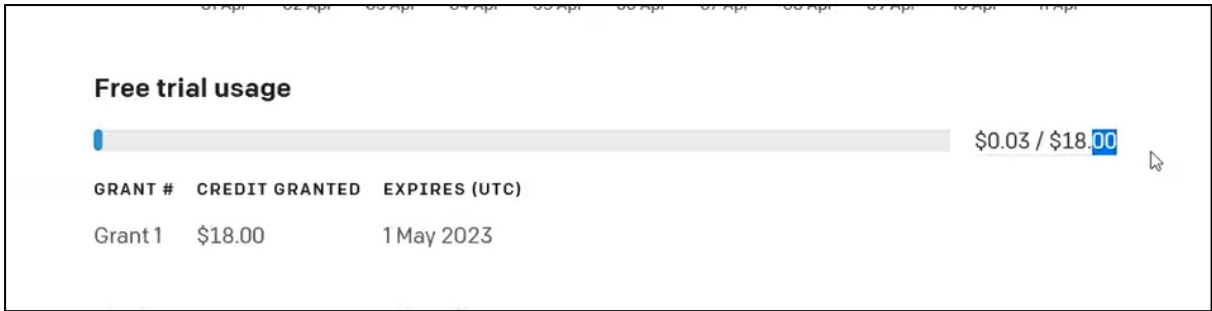 Free trial usage
$0.03 / $18.00
GRANT # CREDIT GRANTED EXPIRES (UTC)
Grant 1 $18.00 1 May 2023